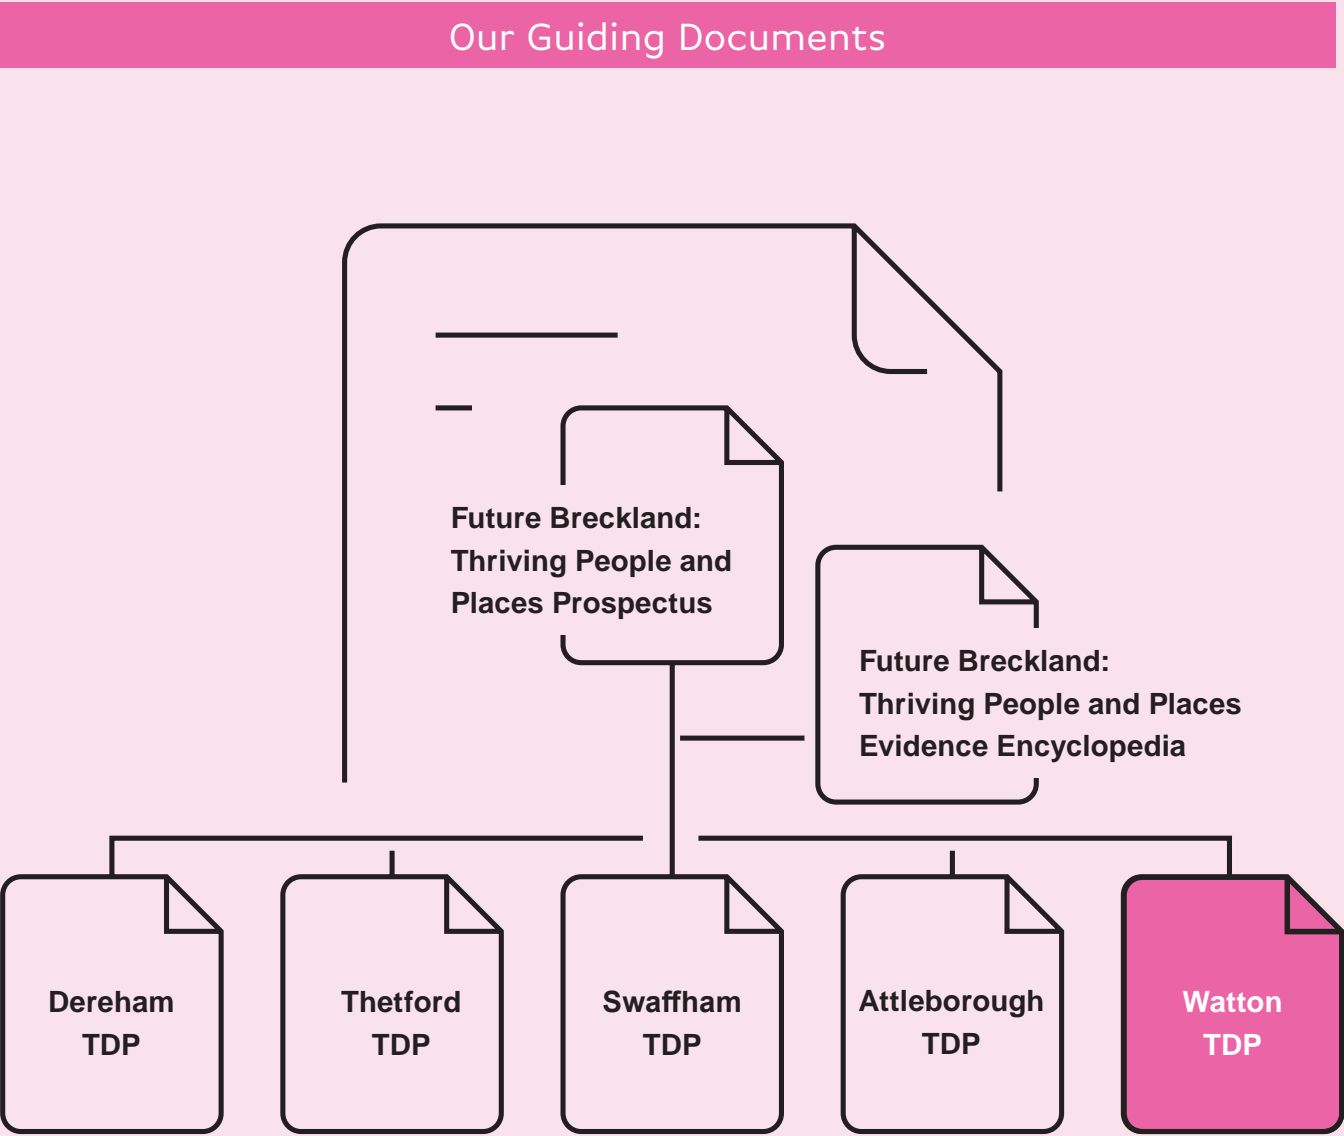 Our Guiding Documents
Future Breckland:
Thriving People and
Places Prospectus
Future Breckland:
Thriving People and Places
Evidence Encyclopedia
Dereham
TDP
Thetford
TDP
Swaffham
TDP
Attleborough
TDP
Watton
TDP